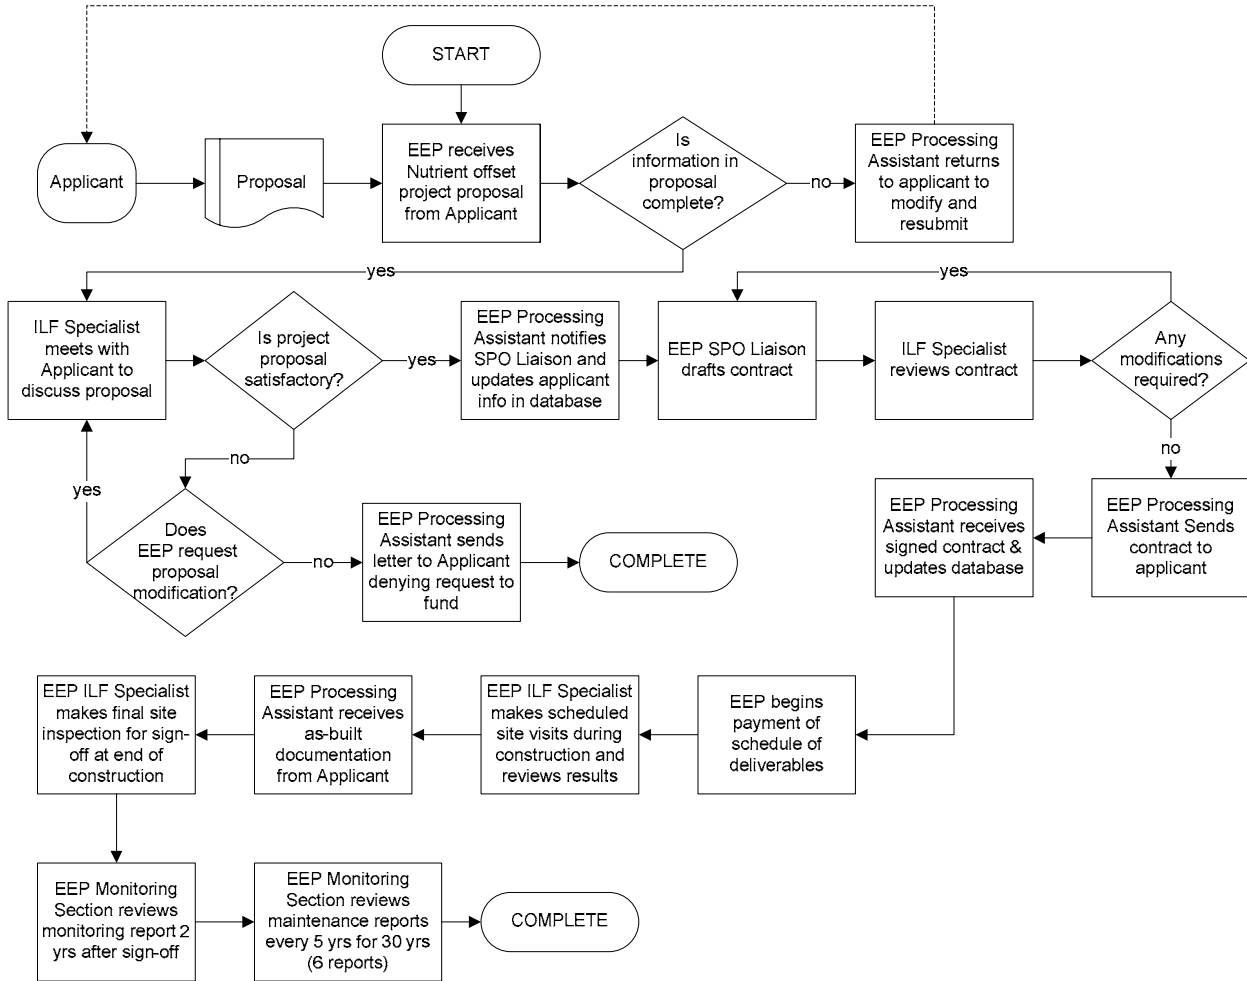 START
Applicant
Proposal
EEP receives
Nutrient offset
project proposal
from Applicant
Is
information in
proposal
complete?
no
EEP Processing
Assistant returns
to applicant to
modify and
resubmit
yes
yes
ILF Specialist
meets with
Applicant to
discuss proposal
Is project
proposal
satisfactory?
yes
EEP Processing
Assistant notifies
SPO Liaison and
updates applicant
info in database
EEP SPO Liaison
drafts contract
ILF Specialist
reviews contract
Any
modifications
required?
no
no
yes
Does
EEP request
proposal
modification?
no
EEP Processing
Assistant sends
letter to Applicant
denying request to
fund
COMPLETE
EEP Processing
Assistant receives
signed contract &
updates database
EEP Processing
Assistant Sends
contract to
applicant
EEP ILF Specialist
makes final site
inspection for sign-
off at end of
construction
EEP Processing
Assistant receives
as-built
documentation
from Applicant
EEP ILF Specialist
makes scheduled
site visits during
construction and
reviews results
EEP begins
payment of
schedule of
deliverables
EEP Monitoring
Section reviews
monitoring report 2
yrs after sign-off
EEP Monitoring
Section reviews
maintenance reports
every 5 yrs for 30 yrs
(6 reports)
COMPLETE